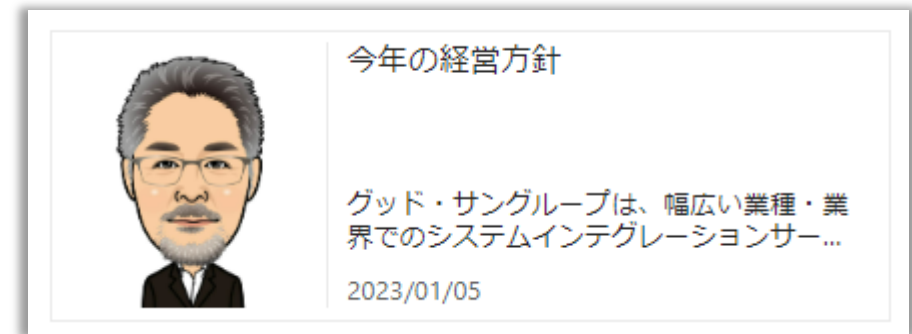 今年の経営方針
グッド・サングループは、幅広い業種・業
界でのシステムインテグレーションサー...
2023/01/05